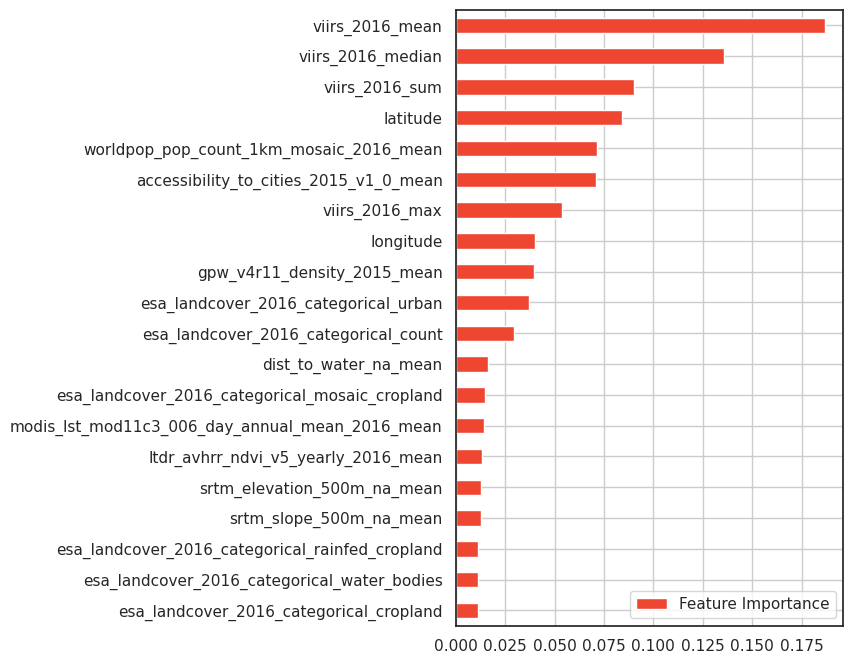 viirs_2016_mean
viirs_2016_median
viirs_2016_sum
latitude
worldpop_pop_count_1km_mosaic_2016_mean
accessibility_to_cities_2015_v1_0_mean
viirs_2016_max
longitude
gpw_v4r11_density_2015_mean
esa_landcover_2016_categorical_urban
esa_landcover_2016_categorical_count
dist_to_water_na_mean
esa_landcover_2016_categorical_mosaic_cropland
modis_lst_mod11c3_006_day_annual_mean_2016_mean
ltdr_avhrr_ndvi_v5_yearly_2016_mean
srtm_elevation_500m_na_mean
srtm_slope_500m_na_mean
esa_landcover_2016_categorical_rainfed_cropland
esa_landcover_2016_categorical_water_bodies
esa_landcover_2016_categorical_cropland
Feature Importance
0.000 0.025 0.050 0.075 0.100 0.125 0.150 0.175